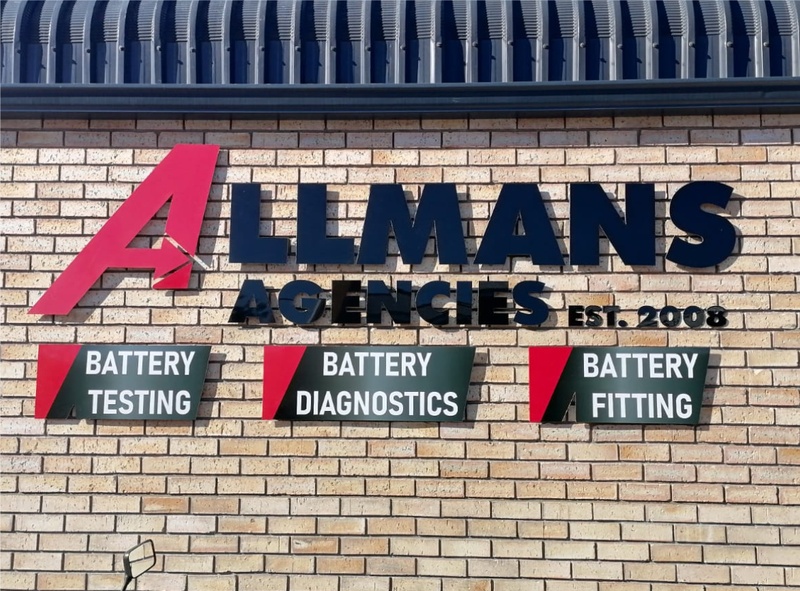 ALLMANS
AGENCIES EST. 2008
BATTERY
TESTING
BATTERY
DIAGNOSTICS
BATTERY
FITTING